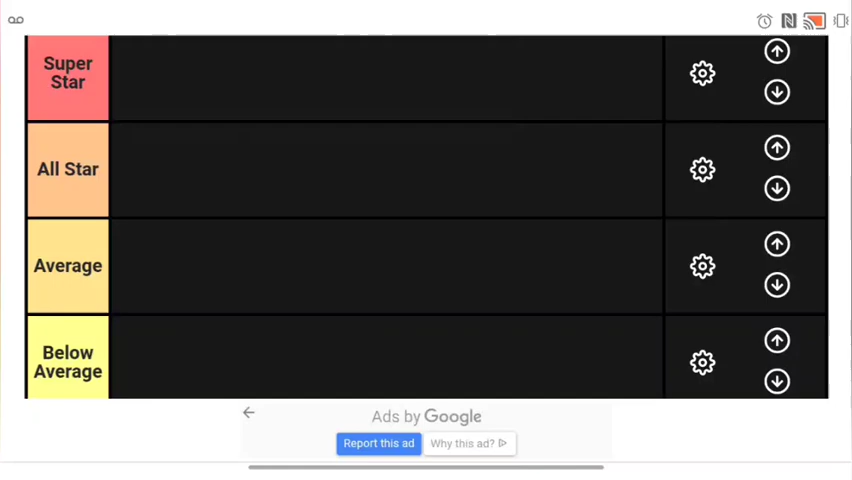 Super
Star
All Star
Average
Below
Average
Ads by Google
Report this ad
Why this ad?